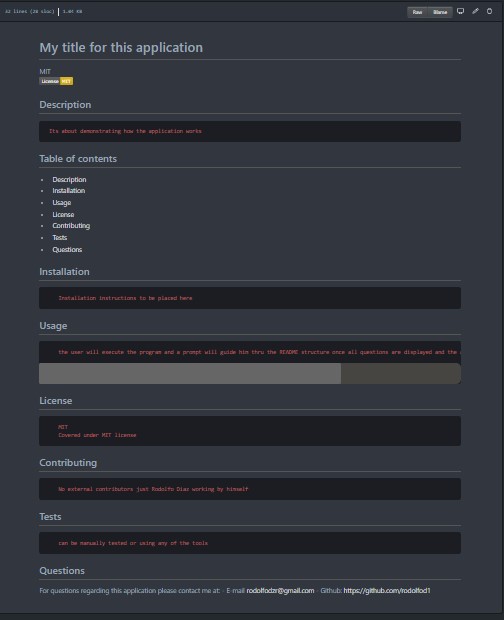 42 lines (28 sloc) 1.04 KB
Raw Blame
My title for this application
MIT
License MIT
Description
Its about demonstrating how the application works
Table of contents
Description
Installation
Usage
License
Contributing
Tests
Questions
Installation
Installation instructions to be placed here
Usage
the user will execute the program and a prompt will guide him thru the README structure once all questions are displayed and the
License
MIT
Covered under MIT license
Contributing
No external contributors just Rodolfo Dias working by himself
Tests
can be manually tested or using any of the tools
Questions
For questions regarding this application please contact me at: - E-mail rodolfodzr@gmail.com - Github: https://github.com/rodolfod1